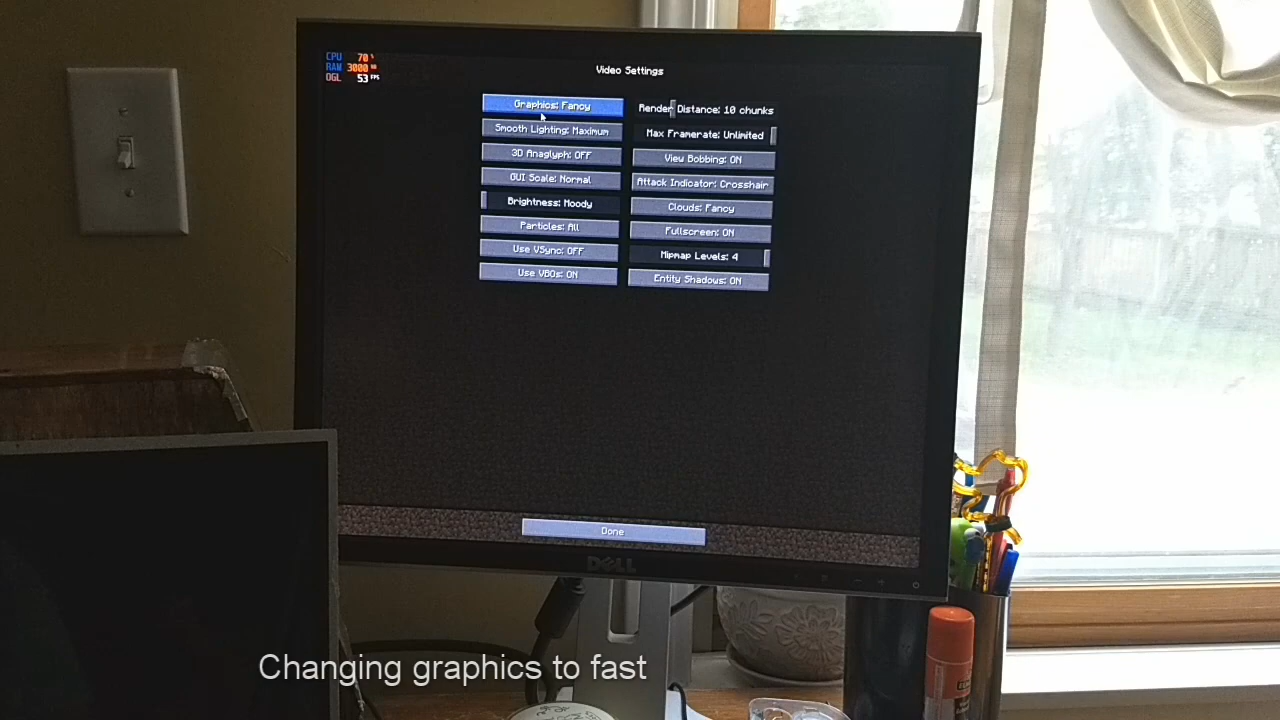 CPU 70 %
RAM 3000 MB
OGL 53 FPS
Video Settings
Graphics: Fancy
Render Distance: 10 chunks
Smooth Lighting: Maximum
Max Framerate: Unlimited
3D Anaglyph: OFF
View Bobbing: ON
GUI Scale: Normal
Attack Indicator: Crosshair
Brightness: Moody
Clouds: Fancy
Particles: All
Fullscreen: ON
Use VSync: OFF
Mipmap Levels: 4
Use VBOs: ON
Entity Shadows: ON
Done
DELL
Changing graphics to fast